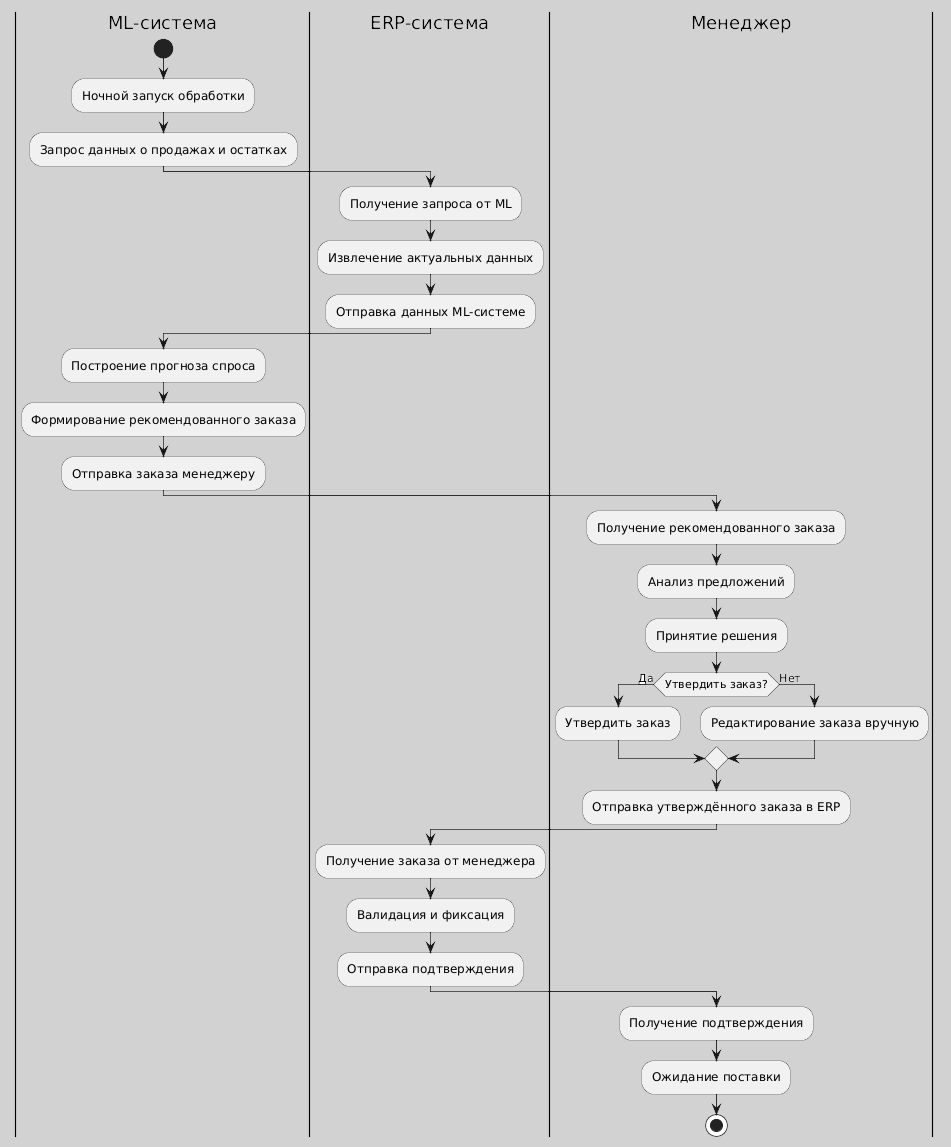 ML-система
ERP-система
Менеджер
Ночной запуск обработки
Запрос данных о продажах и остатках
Получение запроса от ML
Извлечение актуальных данных
Отправка данных ML-системе
Построение прогноза спроса
Формирование рекомендованного заказа
Отправка заказа менеджеру
Получение рекомендованного заказа
Анализ предложений
Принятие решения
Да
Утвердить заказ?
Нет
Утвердить заказ
Редактирование заказа вручную
Отправка утверждённого заказа в ERP
Получение заказа от менеджера
Валидация и фиксация
Отправка подтверждения
Получение подтверждения
Ожидание поставки